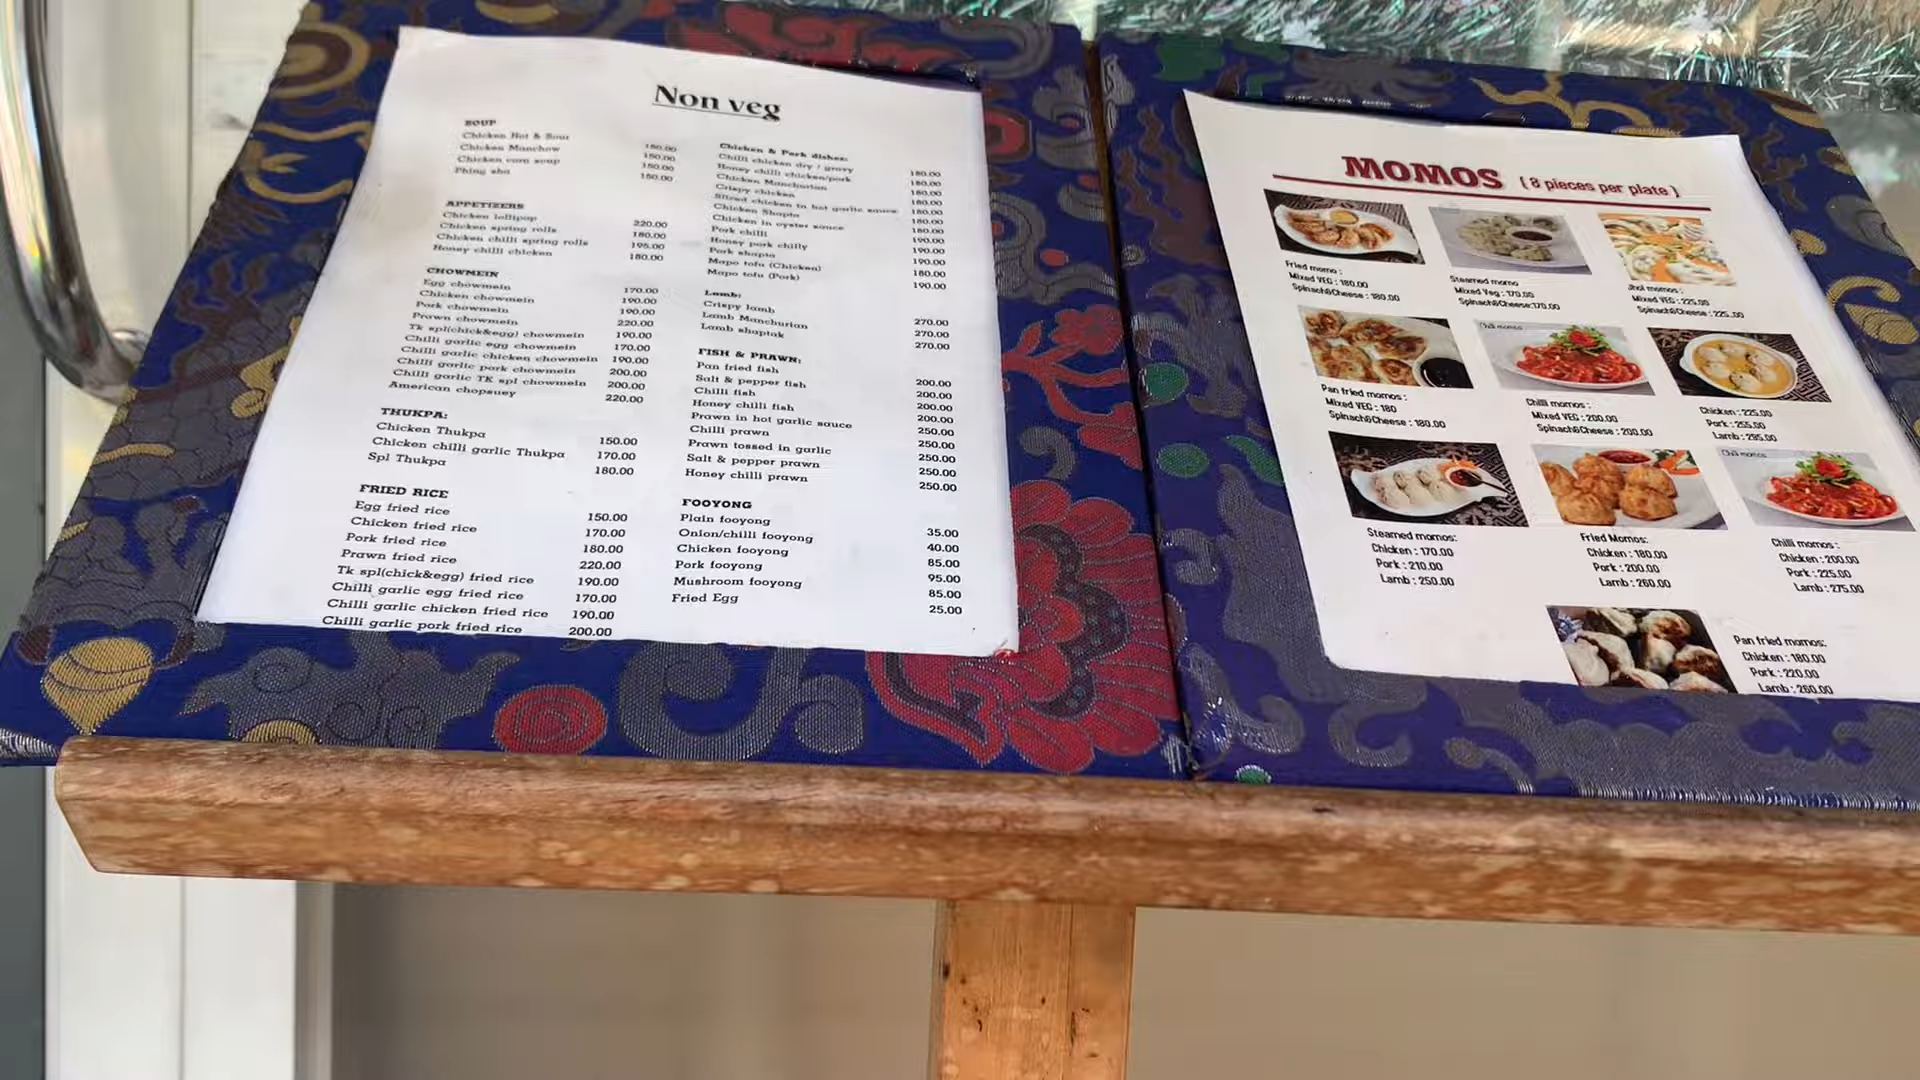 Non veg
SOUP
Chicken Hot & Sour 150.00
Chicken Manchow 150.00
Chicken corn soup 150.00
Phing sha 150.00
APPETIZERS
Chicken lollipop 220.00
Chicken spring rolls 180.00
Chicken chilli spring rolls 195.00
Honey chilli chicken 180.00
CHOWMEIN
Egg chowmein 170.00
Chicken chowmein 190.00
Pork chowmein 190.00
Prawn chowmein 220.00
Tk spl(chick&egg) chowmein 190.00
Chilli garlic egg chowmein 170.00
Chilli garlic chicken chowmein 190.00
Chilli garlic pork chowmein 200.00
Chilli garlic TK spl chowmein 200.00
American chopsuey 220.00
THUKPA:
Chicken Thukpa 150.00
Chicken chilli garlic Thukpa 170.00
Spl Thukpa 180.00
FRIED RICE
Egg fried rice 150.00
Chicken fried rice 170.00
Pork fried rice 180.00
Prawn fried rice 220.00
Tk spl(chick&egg) fried rice 190.00
Chilli garlic egg fried rice 170.00
Chilli garlic chicken fried rice 190.00
Chilli garlic pork fried rice 200.00
Chicken & Pork dishes:
Chilli chicken dry / gravy 180.00
Honey chilli chicken/pork 180.00
Chicken Manchurian 180.00
Crispy chicken 180.00
Sliced chicken in hot garlic sauce 180.00
Chicken Shapta 180.00
Chicken in oyster sauce 190.00
Pork chilli 190.00
Honey pork chilly 190.00
Pork shapta 190.00
Mapo tofu (Chicken) 180.00
Mapo tofu (Pork) 190.00
Lamb:
Crispy lamb 270.00
Lamb Manchurian 270.00
Lamb shaptak 270.00
FISH & PRAWN:
Pan fried fish 200.00
Salt & pepper fish 200.00
Chilli fish 200.00
Honey chilli fish 200.00
Prawn in hot garlic sauce 250.00
Chilli prawn 250.00
Prawn tossed in garlic 250.00
Salt & pepper prawn 250.00
Honey chilli prawn 250.00
FOOYONG
Plain fooyong 35.00
Onion/chilli fooyong 40.00
Chicken fooyong 85.00
Pork fooyong 95.00
Mushroom fooyong 85.00
Fried Egg 25.00
MOMOS ( 8 pieces per plate )
Fried momo :
Mixed VEG : 180.00
Spinach&Cheese : 180.00
Steamed momo
Mixed Veg : 170.00
Spinach&Cheese:170.00
Jhol momos :
Mixed VEG : 225.00
Spinach&Cheese : 225..00
Pan fried momos :
Mixed VEG : 180
Spinach&Cheese : 180.00
Chilli momos
Chilli momos :
Mixed VEG : 200.00
Spinach&Cheese : 200.00
Chicken : 225.00
Pork : 255.00
Lamb : 285.00
Steamed momos:
Chicken : 170.00
Pork : 210.00
Lamb : 250.00
Fried Momos:
Chicken : 180.00
Pork : 200.00
Lamb : 260.00
Chilli momos
Chilli momos :
Chicken : 200.00
Pork : 225.00
Lamb : 275.00
Pan fried momos:
Chicken : 180.00
Pork : 220.00
Lamb : 260.00